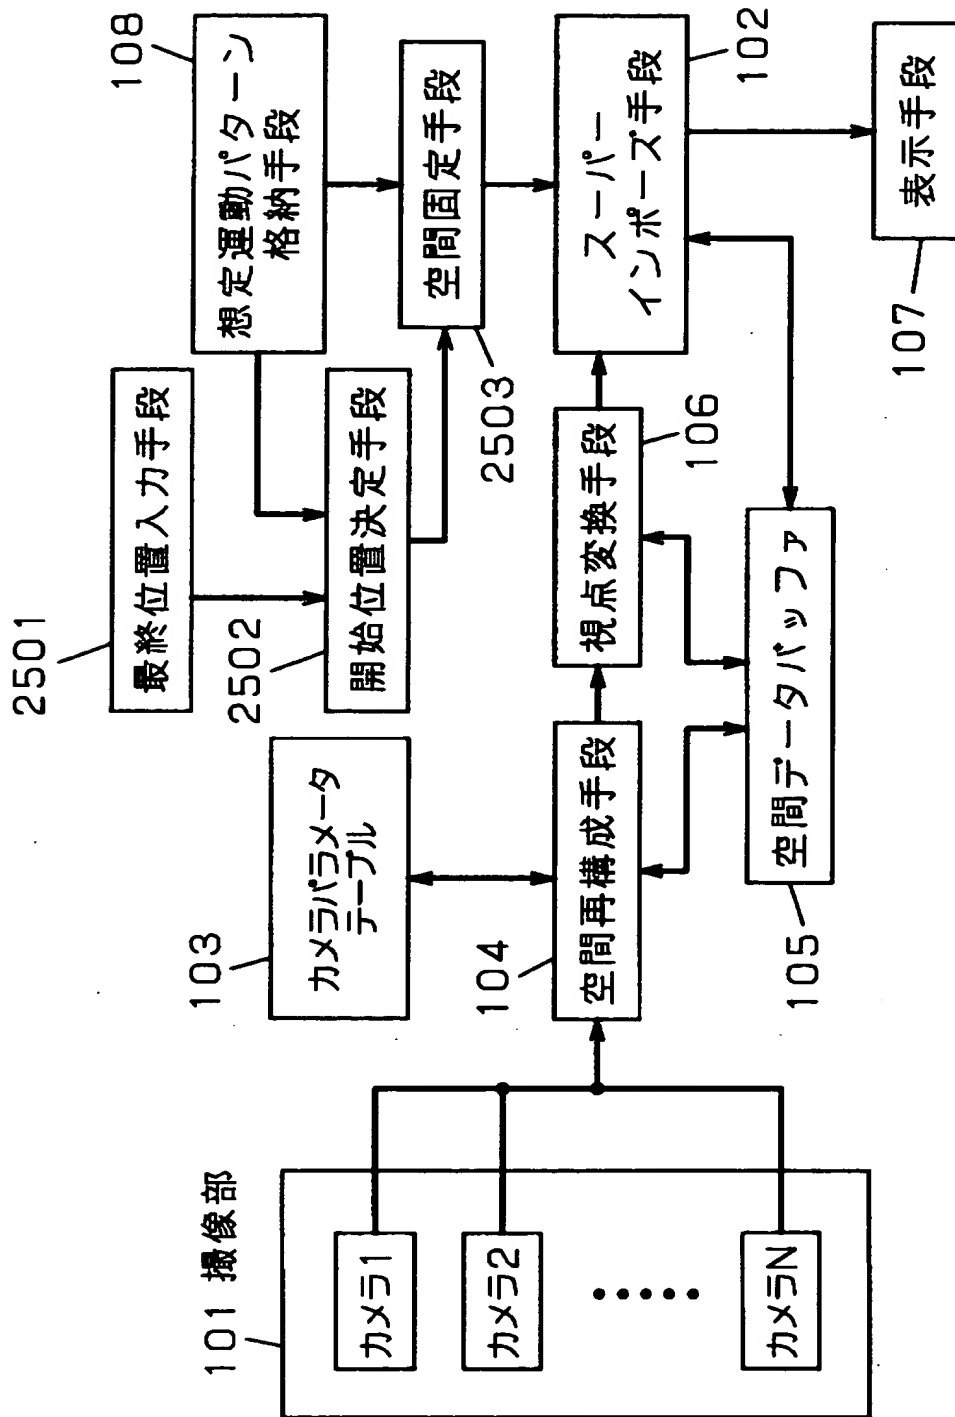 2501
最終位置入力手段
108
想定運動パターン
格納手段
2502
開始位置決定手段
空間固定手段
2503
103
カメラパラメータ
テーブル
101 撮像部
カメラ1
カメラ2
•••••
カメラN
104
空間再構成手段
視点変換手段
106
スーパー
インポーズ手段
102
105
空間データバッファ
107
表示手段